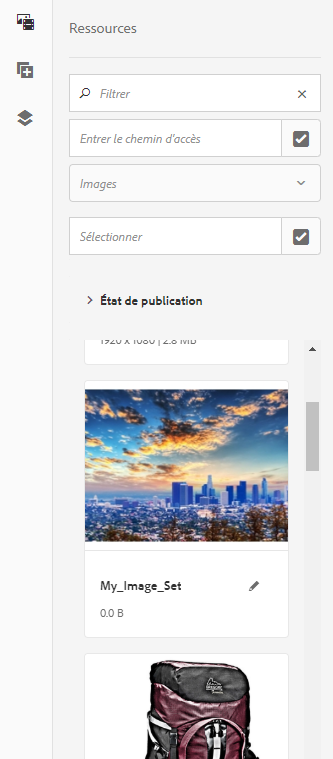 Ressources
Filtrer
Entrer le chemin d'accès
Images
Sélectionner
État de publication
1920 x 1080 | 2.8 MB
My_Image_Set
0.0 B
GREGORY